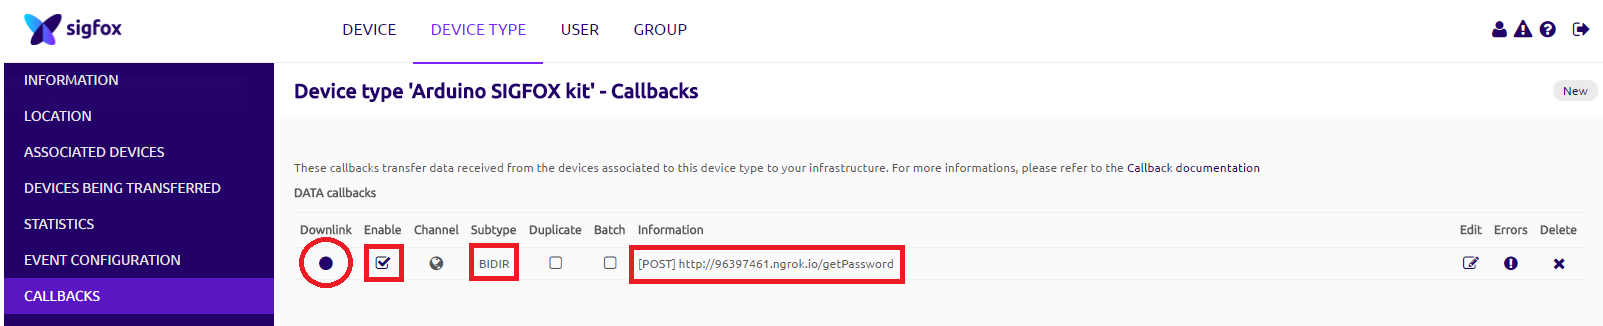 sigfox
DEVICE DEVICE TYPE USER GROUP
INFORMATION
LOCATION
ASSOCIATED DEVICES
DEVICES BEING TRANSFERRED
STATISTICS
EVENT CONFIGURATION
CALLBACKS
Device type 'Arduino SIGFOX kit' - Callbacks
New
These callbacks transfer data received from the devices associated to this device type to your infrastructure. For more informations, please refer to the Callback documentation
DATA callbacks
Downlink Enable Channel Subtype Duplicate Batch Information Edit Errors Delete
BIDIR [POST] http://96397461.ngrok.io/getPassword